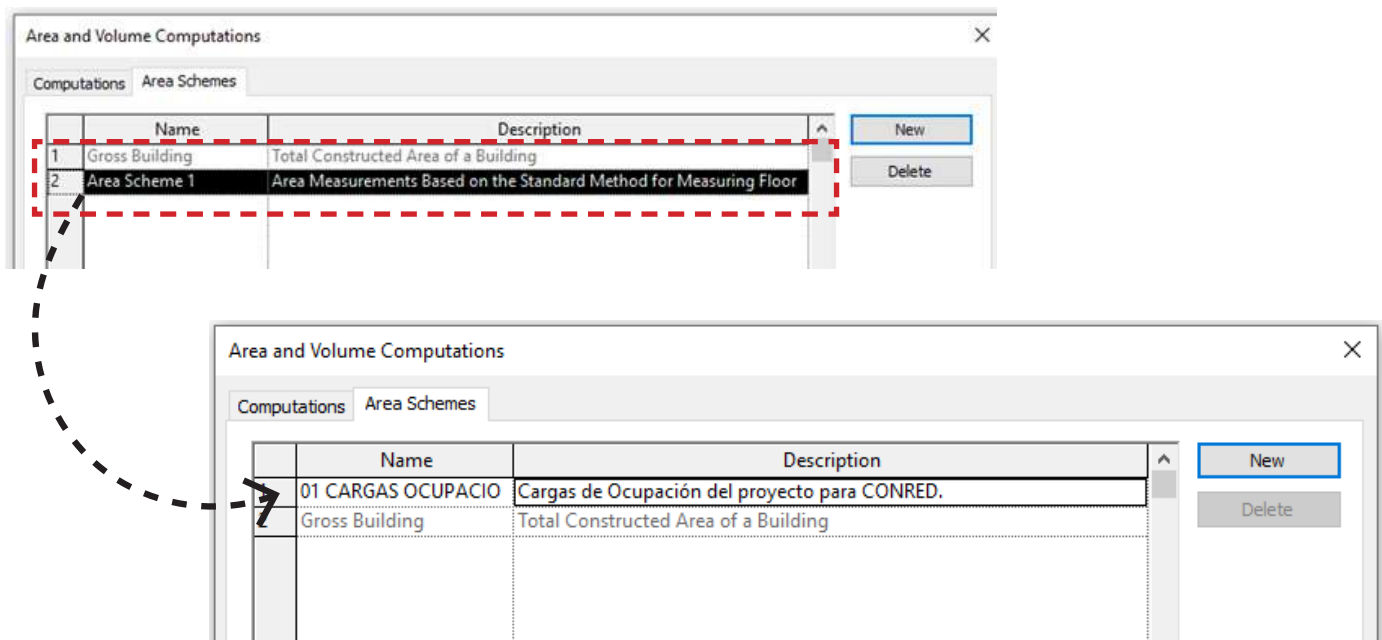 Area and Volume Computations
Computations Area Schemes
Name Description New
1 Gross Building Total Constructed Area of a Building
2 Area Scheme 1 Area Measurements Based on the Standard Method for Measuring Floor Delete
Area and Volume Computations
Computations Area Schemes
Name Description New
1 01 CARGAS OCUPACIO Cargas de Ocupación del proyecto para CONRED.
2 Gross Building Total Constructed Area of a Building Delete